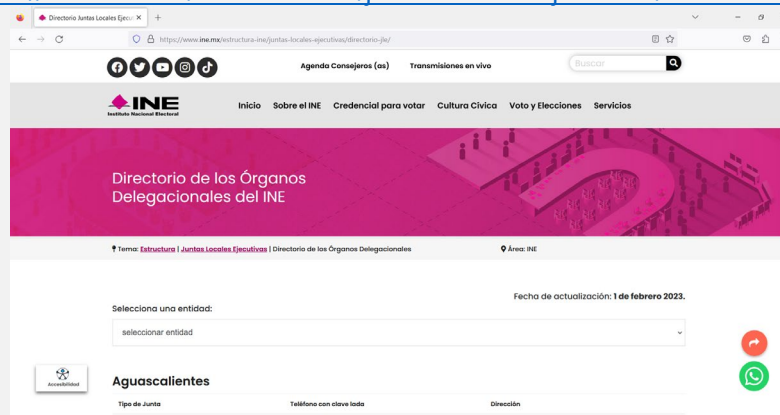 Directorio Juntas Locales Ejecut
https://www.ine.mx/estructura-ine/juntas-locales-ejecutivas/directorio-jle/
Agenda Consejeros (as) Transmisiones en vivo Buscar
INE
Instituto Nacional Electoral
Inicio Sobre el INE Credencial para votar Cultura Cívica Voto y Elecciones Servicios
Directorio de los Órganos
Delegacionales del INE
Tema: Estructura | Juntas Locales Ejecutivas | Directorio de los Órganos Delegacionales Área: INE
Fecha de actualización: 1 de febrero 2023.
Selecciona una entidad:
seleccionar entidad
Accesibilidad
Aguascalientes
Tipo de Junta Teléfono con clave lada Dirección